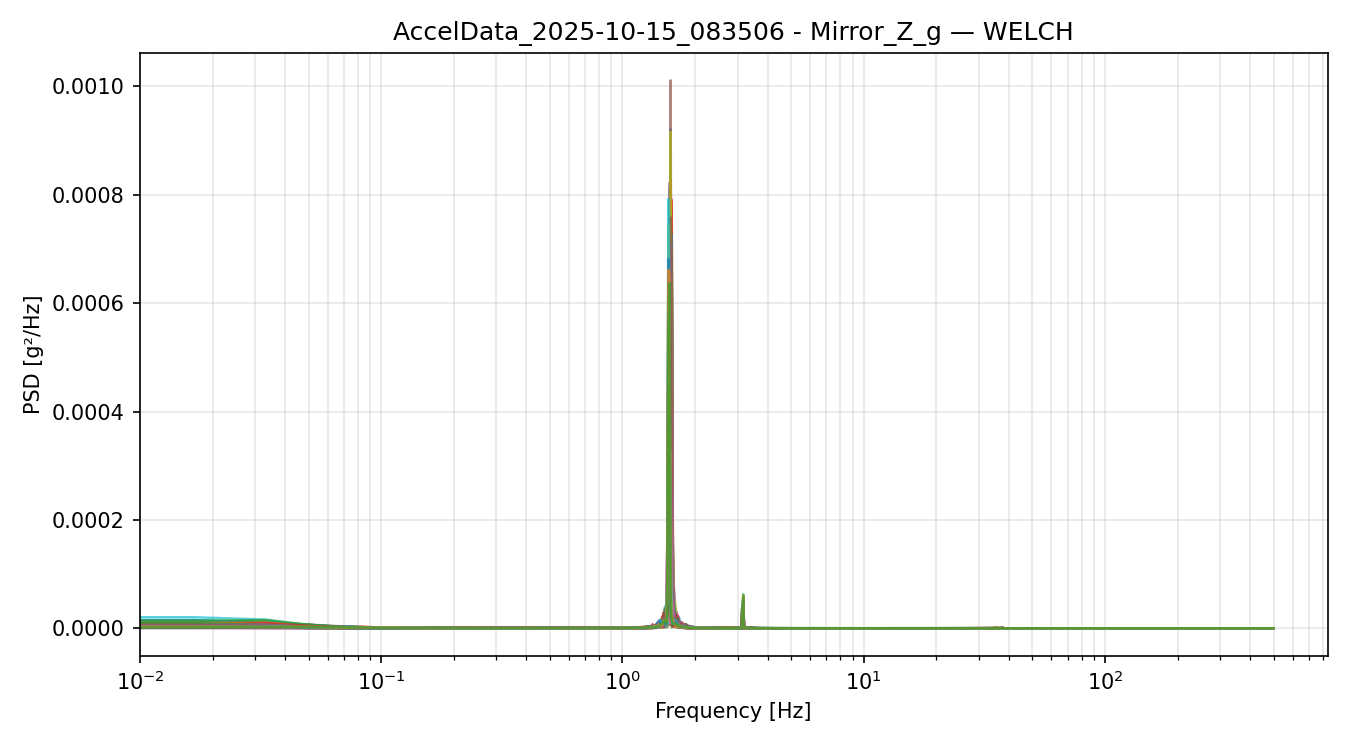 AccelData_2025-10-15_083506 - Mirror_Z_g — WELCH
PSD [g²/Hz]
0.0010
0.0008
0.0006
0.0004
0.0002
0.0000
10⁻² 10⁻¹ 10⁰ 10¹ 10²
Frequency [Hz]